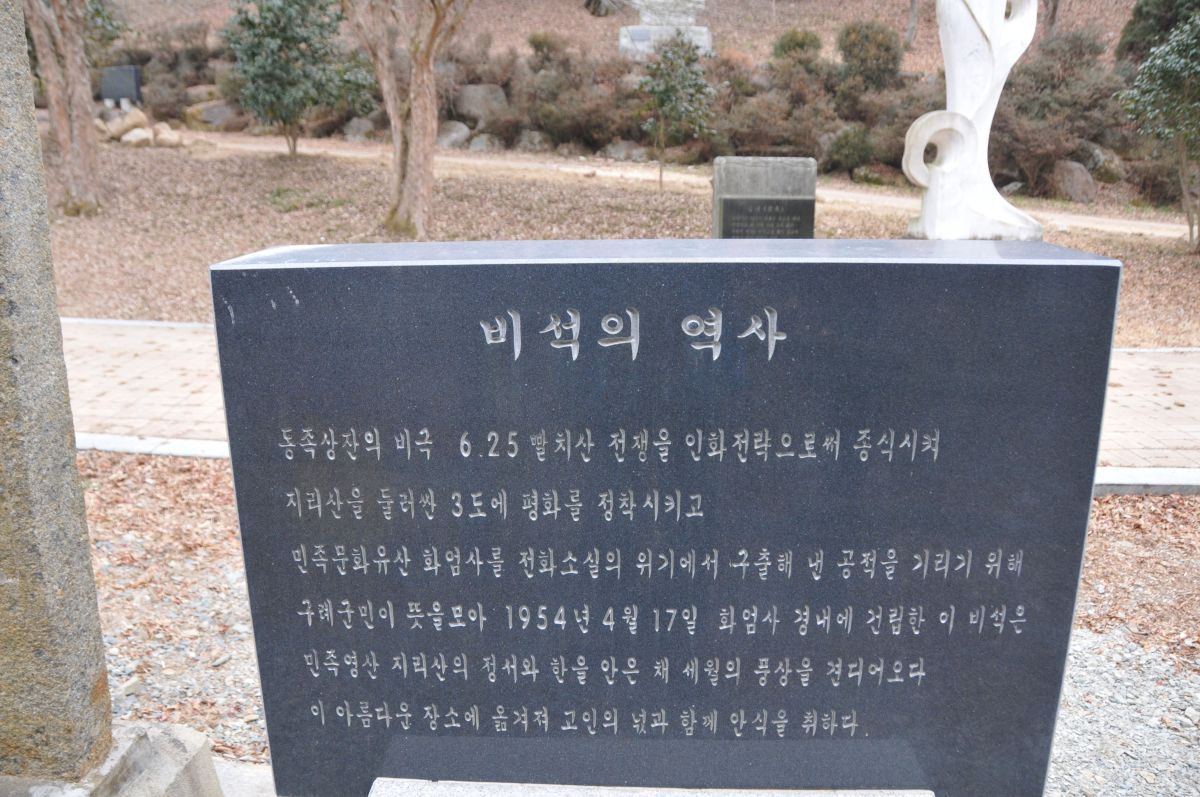 비석의 역사
동족상잔의 비극 6.25 빨치산 전쟁을 인화전략으로써 종식시켜
지리산을 둘러싼 3도에 평화를 정착시키고
민족문화유산 화엄사를 전화소실의 위기에서 구출해 낸 공적을 기리기 위해
구례군민이 뜻을모아 1954년 4월 17일 화엄사 경내에 건립한 이 비석은
민족영산 지리산의 정서와 한을 안은 채 세월의 풍상을 견디어오다
이 아름다운 장소에 옮겨져 고인의 넋과 함께 안식을 취하다.